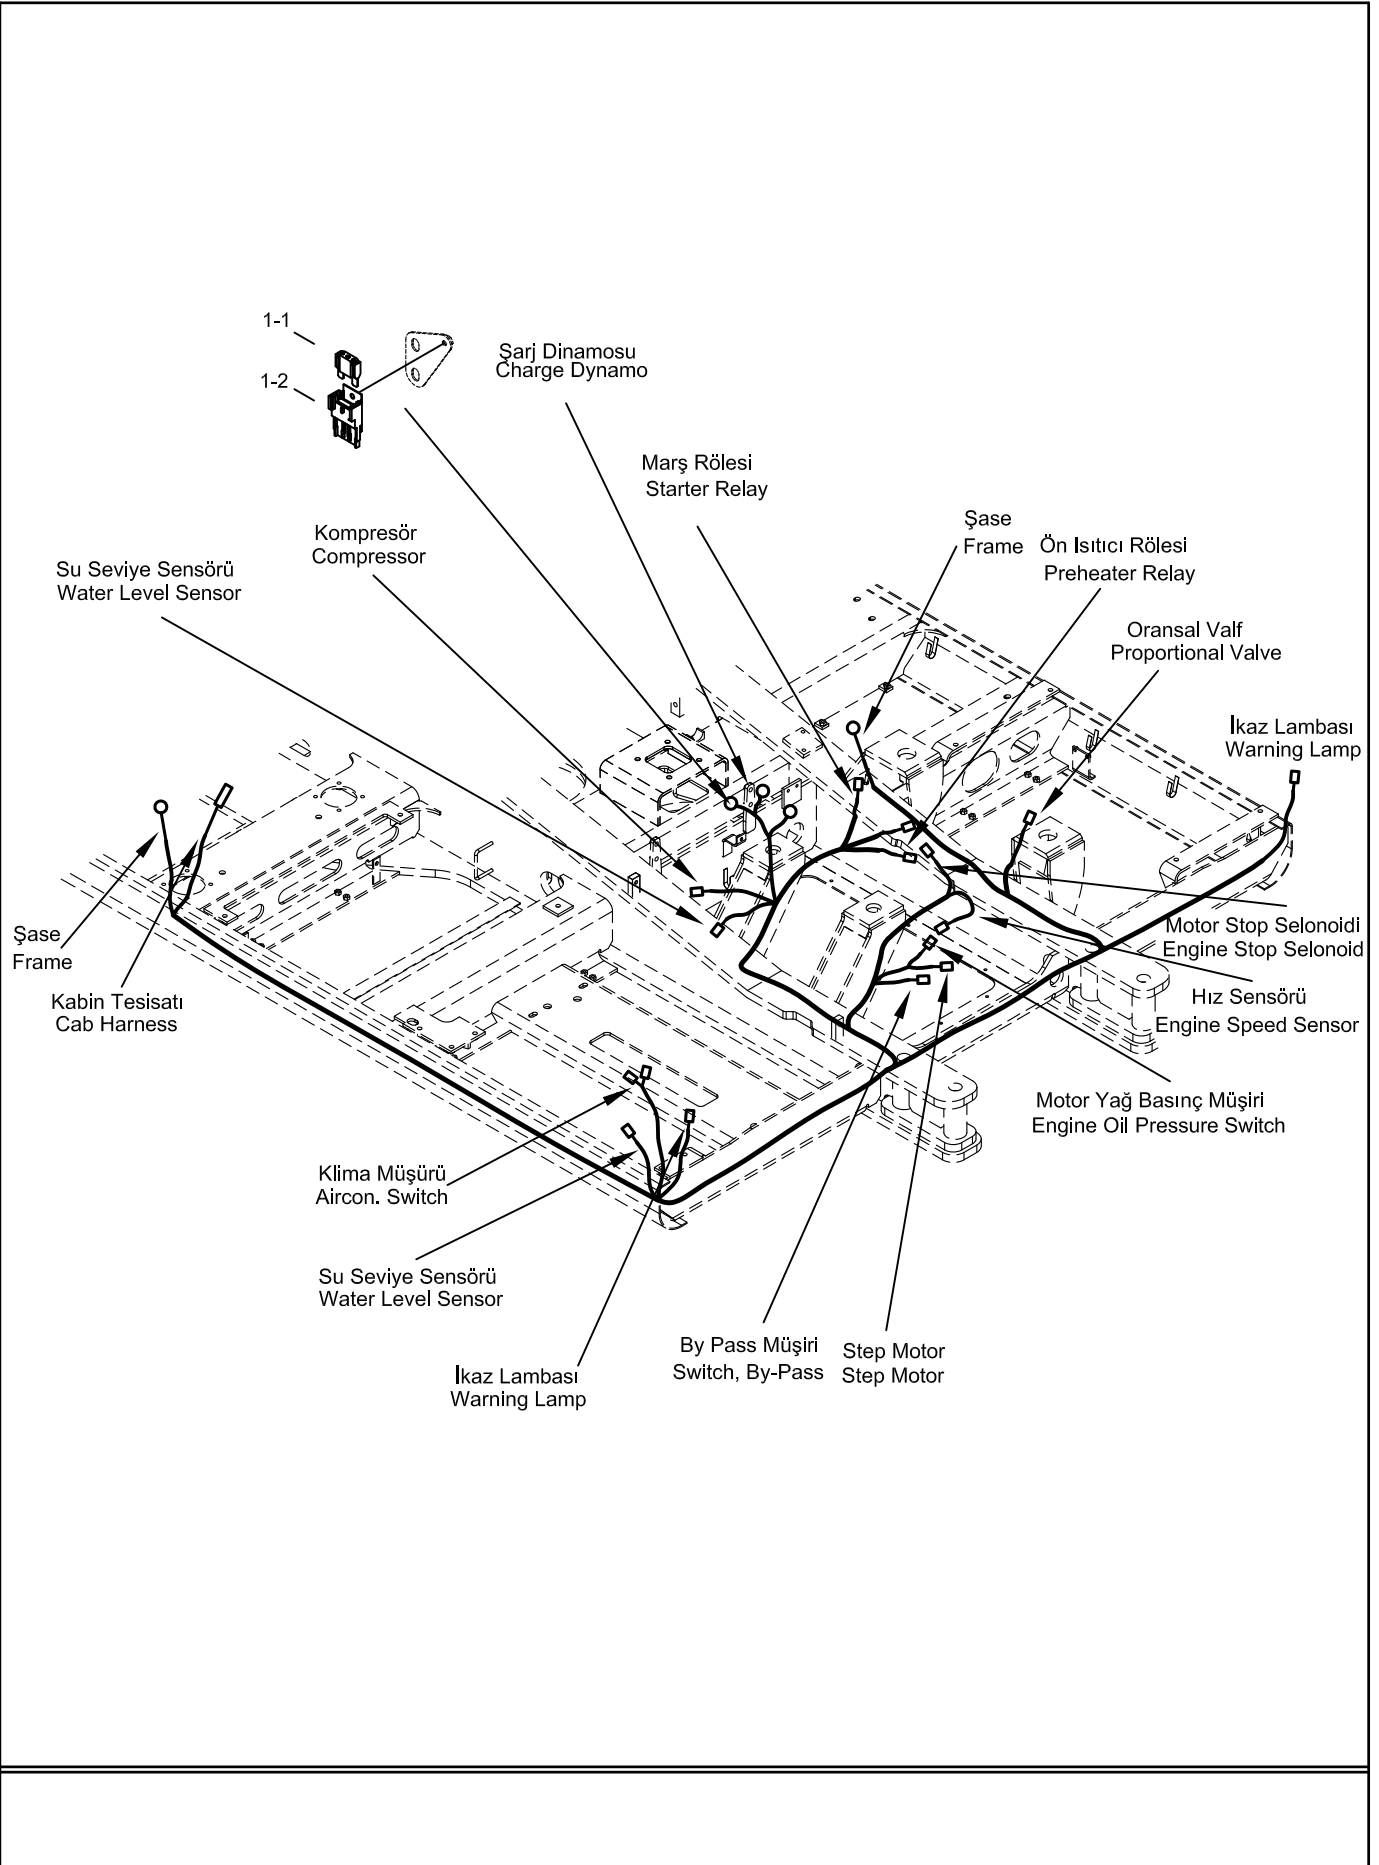 1-1
1-2
Şarj Dinamosu
Charge Dynamo
Marş Rölesi
Starter Relay
Kompresör
Compressor
Şase
Frame
Ön Isıtıcı Rölesi
Preheater Relay
Su Seviye Sensörü
Water Level Sensor
Oransal Valf
Proportional Valve
İkaz Lambası
Warning Lamp
Şase
Frame
Kabin Tesisatı
Cab Harness
Motor Stop Selonoidi
Engine Stop Selonoid
Hız Sensörü
Engine Speed Sensor
Motor Yağ Basınç Müşiri
Engine Oil Pressure Switch
Klima Müşürü
Aircon. Switch
Su Seviye Sensörü
Water Level Sensor
By Pass Müşiri
Switch, By-Pass
Step Motor
Step Motor
İkaz Lambası
Warning Lamp